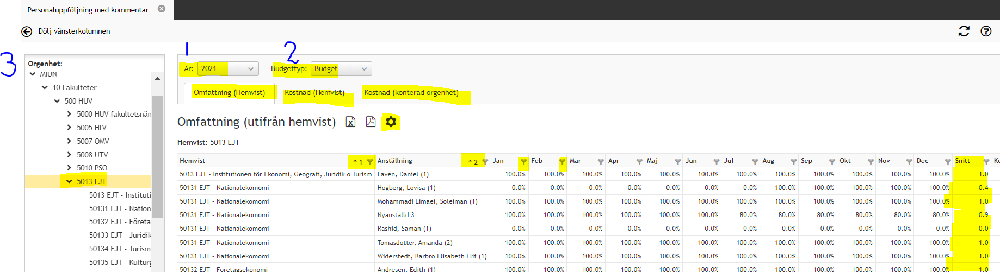 Personaluppföljning med kommentar
Dölj vänsterkolumnen
1
2
3
Orgenhet:
MIUN
10 Fakulteter
500 HUV
5000 HUV fakultetsnän
5005 HLV
5007 OMV
5008 UTV
5010 PSO
5013 EJT
5013 EJT - Instituti
50131 EJT - Nation
50132 EJT - Företa
50133 EJT - Juridik
50134 EJT - Turism
50135 EJT - Kulturg
År: 2021 Budgettyp: Budget
Omfattning (Hemvist) Kostnad (Hemvist) Kostnad (konterad orgenhet)
Omfattning (utifrån hemvist)
Hemvist: 5013 EJT
Hemvist 1 Anställning 2 Jan Feb Mar Apr Maj Jun Jul Aug Sep Okt Nov Dec Snitt Ko
5013 EJT - Institutionen för Ekonomi, Geografi, Juridik o Turism Laven, Daniel (1) 100.0% 100.0% 100.0% 100.0% 100.0% 100.0% 100.0% 100.0% 100.0% 100.0% 100.0% 100.0% 1.0
50131 EJT - Nationalekomomi Högberg, Lovisa (1) 0.0% 0.0% 0.0% 0.0% 0.0% 0.0% 0.0% 100.0% 100.0% 100.0% 100.0% 100.0% 0.4
50131 EJT - Nationalekomomi Mohammadi Limaei, Soleiman (1) 100.0% 100.0% 100.0% 100.0% 100.0% 100.0% 100.0% 100.0% 100.0% 100.0% 100.0% 100.0% 1.0
50131 EJT - Nationalekomomi Nyanställd 3 100.0% 100.0% 100.0% 100.0% 100.0% 100.0% 80.0% 80.0% 80.0% 80.0% 80.0% 80.0% 0.9
50131 EJT - Nationalekomomi Rashid, Saman (1) 0.0% 0.0% 0.0% 0.0% 0.0% 0.0% 0.0% 0.0% 0.0% 0.0% 0.0% 0.0% 0.0
50131 EJT - Nationalekomomi Tomasdotter, Amanda (2) 100.0% 100.0% 100.0% 100.0% 100.0% 100.0% 100.0% 100.0% 100.0% 100.0% 100.0% 100.0% 1.0
50131 EJT - Nationalekomomi Widerstedt, Barbro Elisabeth Elif (1) 100.0% 100.0% 100.0% 100.0% 100.0% 100.0% 100.0% 100.0% 100.0% 100.0% 100.0% 100.0% 1.0
50132 EJT - Företagsekonomi Andresen, Edith (1) 100.0% 100.0% 100.0% 100.0% 100.0% 100.0% 100.0% 100.0% 100.0% 100.0% 100.0% 100.0% 1.0